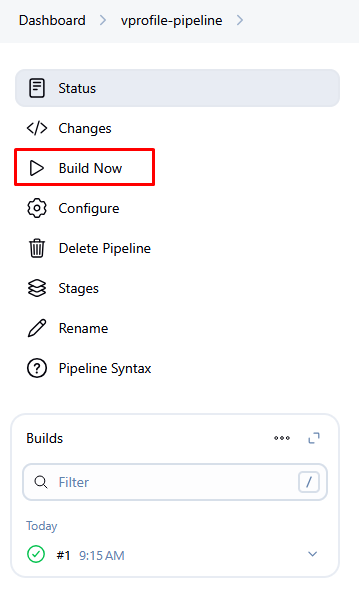 Dashboard > vprofile-pipeline >
Status
Changes
Build Now
Configure
Delete Pipeline
Stages
Rename
Pipeline Syntax
Builds
Filter /
Today
#1 9:15 AM